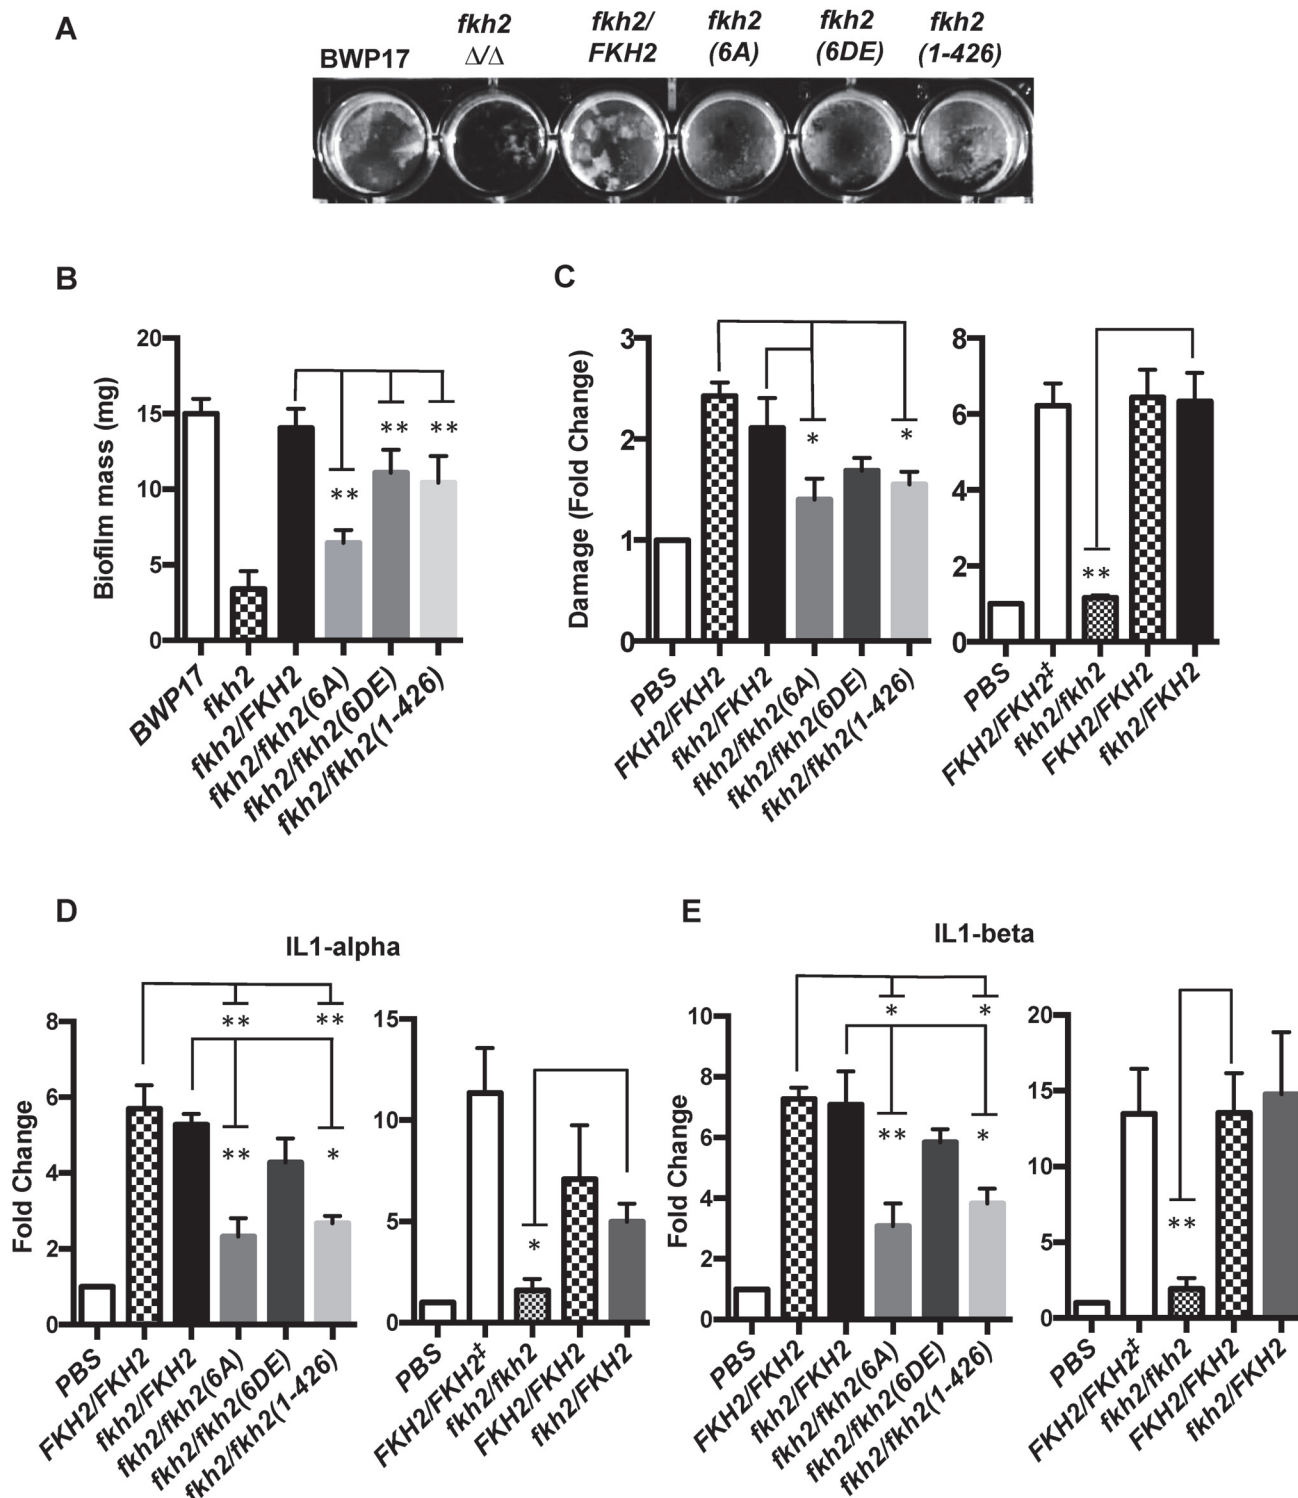 A
BWP17
fkh2
Δ/Δ
fkh2/
FKH2
fkh2
(6A)
fkh2
(6DE)
fkh2
(1-426)
B
Biofilm mass (mg)
20
15
10
5
0
**
**
**
BWP17
fkh2
fkh2/FKH2
fkh2/fkh2(6A)
fkh2/fkh2(6DE)
fkh2/fkh2(1-426)
C
Damage (Fold Change)
3
2
1
0
*
*
PBS
FKH2/FKH2
fkh2/FKH2
fkh2/fkh2(6A)
fkh2/fkh2(6DE)
fkh2/fkh2(1-426)
8
6
4
2
0
**
PBS
FKH2/FKH2‡
fkh2/fkh2
FKH2/FKH2
fkh2/FKH2
D
IL1-alpha
Fold Change
8
6
4
2
0
**
**
**
*
PBS
FKH2/FKH2
fkh2/FKH2
fkh2/fkh2(6A)
fkh2/fkh2(6DE)
fkh2/fkh2(1-426)
15
10
5
0
*
PBS
FKH2/FKH2‡
fkh2/fkh2
FKH2/FKH2
fkh2/FKH2
E
IL1-beta
Fold Change
10
8
6
4
2
0
*
*
**
*
PBS
FKH2/FKH2
fkh2/FKH2
fkh2/fkh2(6A)
fkh2/fkh2(6DE)
fkh2/fkh2(1-426)
20
15
10
5
0
**
PBS
FKH2/FKH2‡
fkh2/fkh2
FKH2/FKH2
fkh2/FKH2